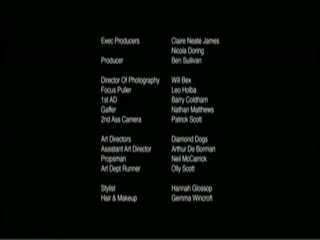 Exec Producers Claire Neate James
Nicola Doring
Producer Ben Sullivan
Director Of Photography Will Bex
Focus Puller Leo Holba
1st AD Barry Coldham
Gaffer Nathan Matthews
2nd Ass Camera Patrick Scott
Art Directors Diamond Dogs
Assistant Art Director Arthur De Borman
Propsman Neil McCarrick
Art Dept Runner Olly Scott
Stylist Hannah Glossop
Hair & Makeup Gemma Wincroft